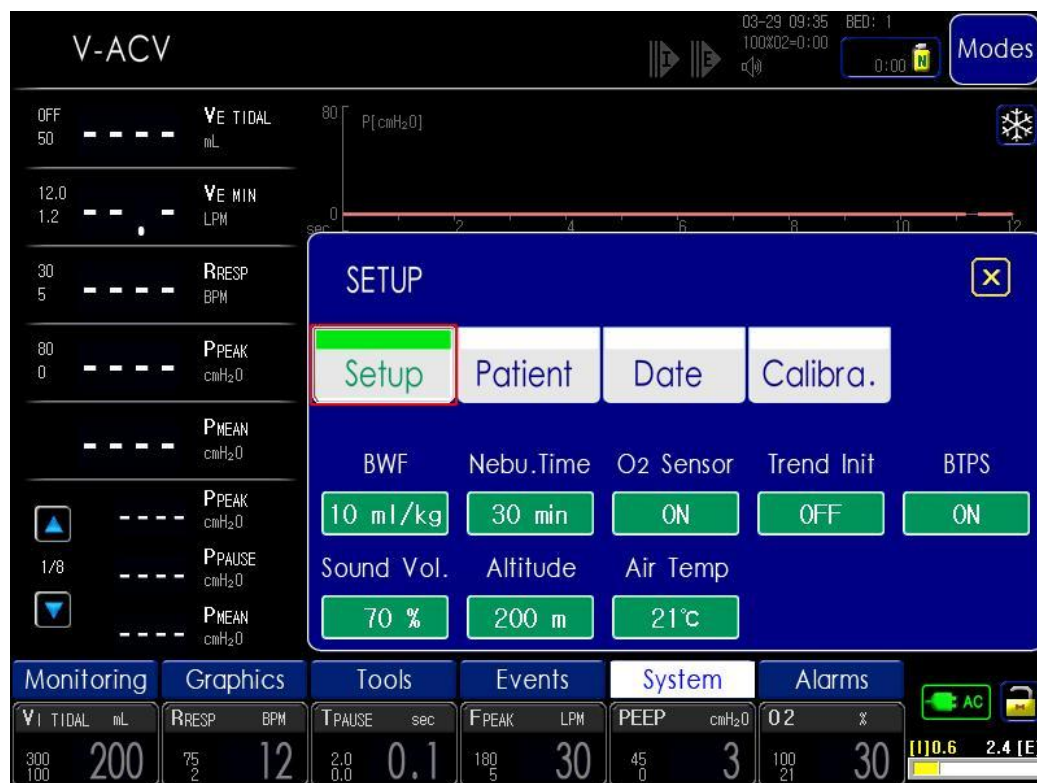 V-ACV
03-29 09:35 BED: 1
100%O2=0:00
0:00 N
Modes
I E
OFF
50
---- VE TIDAL
mL
80
P[cmH2O]
0
sec 2 4 6 8 10 12
12.0
1.2
--.- VE MIN
LPM
30
5
---- RRESP
BPM
80
0
---- PPEAK
cmH2O
---- PMEAN
cmH2O
---- PPEAK
cmH2O
1/8
---- PPAUSE
cmH2O
---- PMEAN
cmH2O
SETUP
Setup Patient Date Calibra.
BWF Nebu.Time O2 Sensor Trend Init BTPS
10 ml/kg 30 min ON OFF ON
Sound Vol. Altitude Air Temp
70 % 200 m 21℃
Monitoring Graphics Tools Events System Alarms
VI TIDAL mL RRESP BPM TPAUSE sec FPEAK LPM PEEP cmH2O O2 %
AC
300
100
200
75
2
12
2.0
0.0
0.1
180
5
30
45
0
3
100
21
30
[I]0.6 2.4 [E]